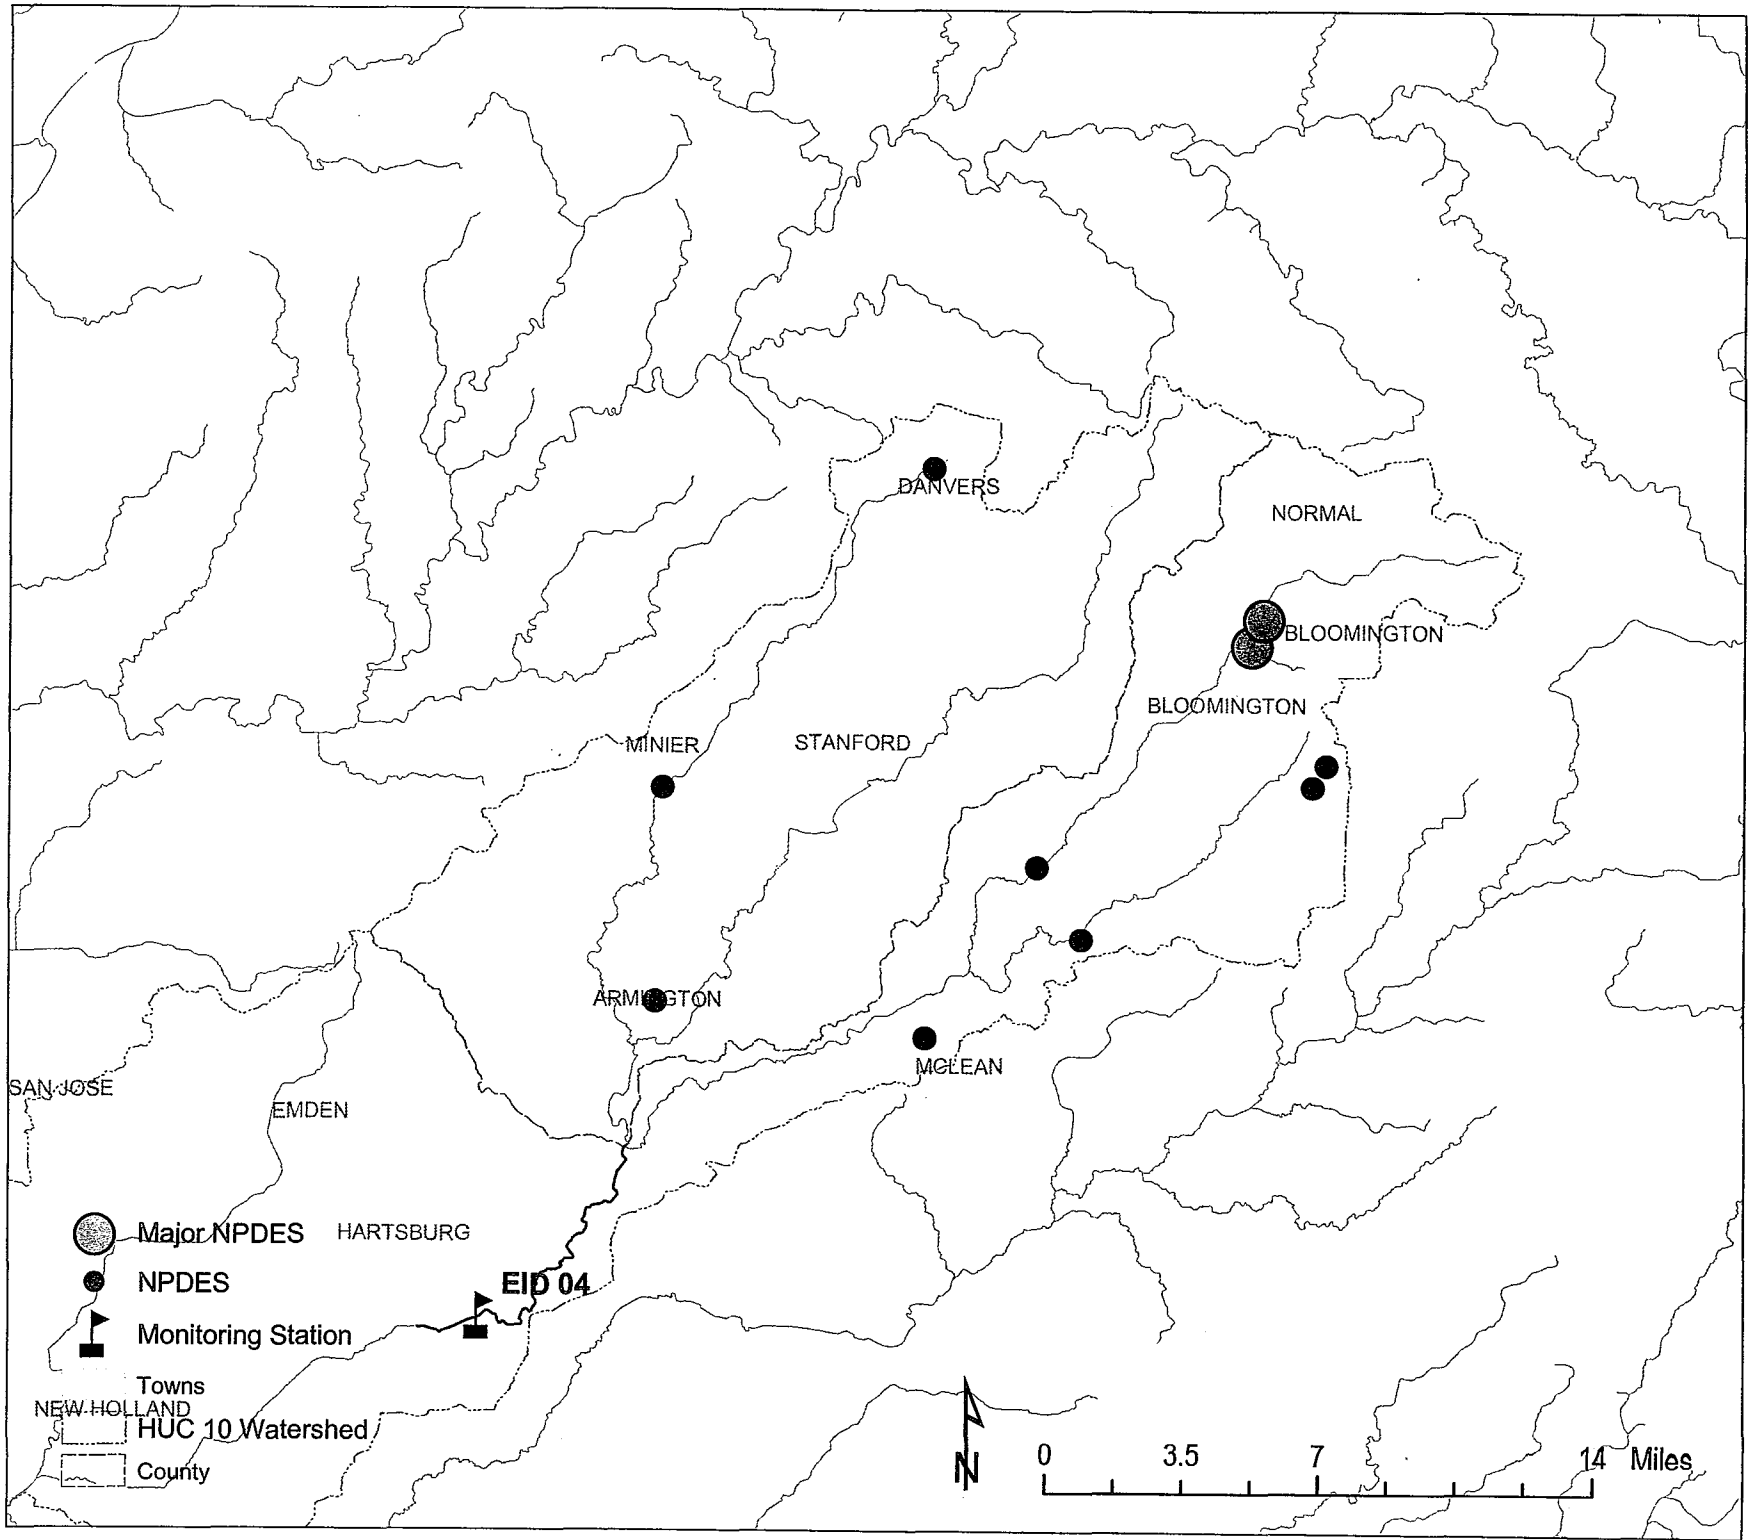 DANVERS
NORMAL
BLOOMINGTON
BLOOMINGTON
MINIER
STANFORD
ARMINGTON
MCLEAN
SAN JOSE
EMDEN
Major NPDES
HARTSBURG
NPDES
EID 04
Monitoring Station
Towns
NEW HOLLAND
HUC 10 Watershed
County
N
0 3.5 7 14 Miles